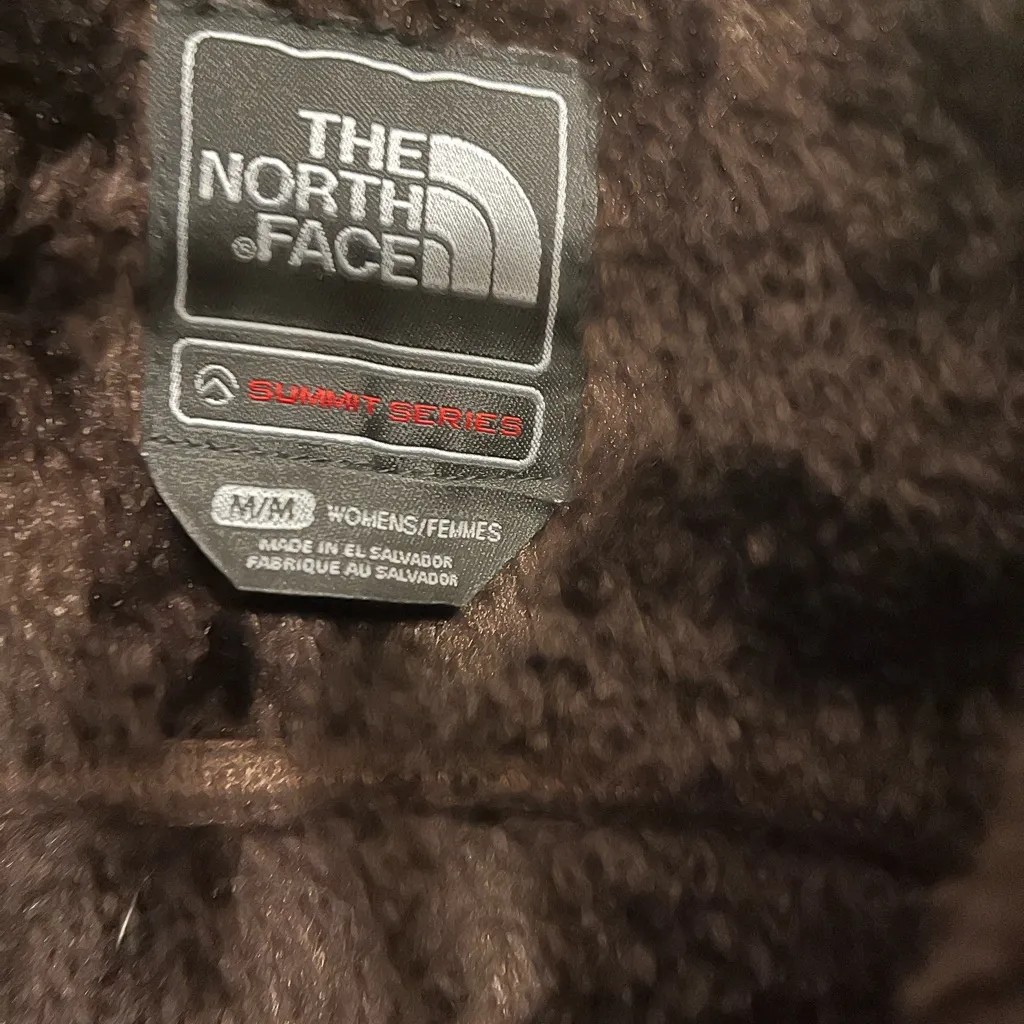 THE
NORTH
®FACE
SUMMIT SERIES
M/M WOMENS/FEMMES
MADE IN EL SALVADOR
FABRIQUE AU SALVADOR